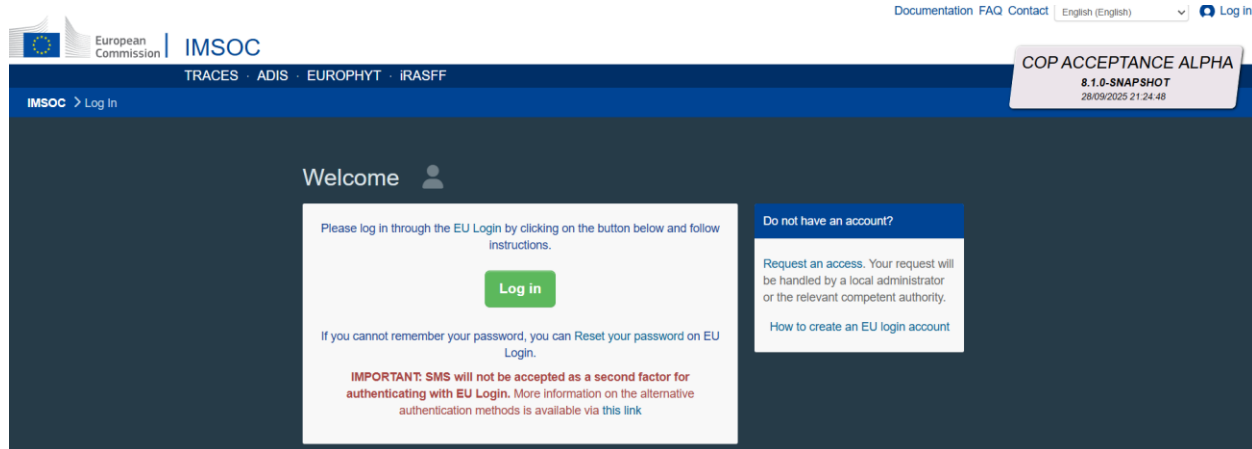 Documentation FAQ Contact English (English) Log in
European
Commission
IMSOC
COP ACCEPTANCE ALPHA
8.1.0-SNAPSHOT
28/09/2025 21:24:48
TRACES · ADIS · EUROPHYT · iRASFF
IMSOC > Log In
Welcome
Please log in through the EU Login by clicking on the button below and follow
instructions.
Log in
If you cannot remember your password, you can Reset your password on EU
Login.
IMPORTANT: SMS will not be accepted as a second factor for
authenticating with EU Login. More information on the alternative
authentication methods is available via this link
Do not have an account?
Request an access. Your request will
be handled by a local administrator
or the relevant competent authority.
How to create an EU login account